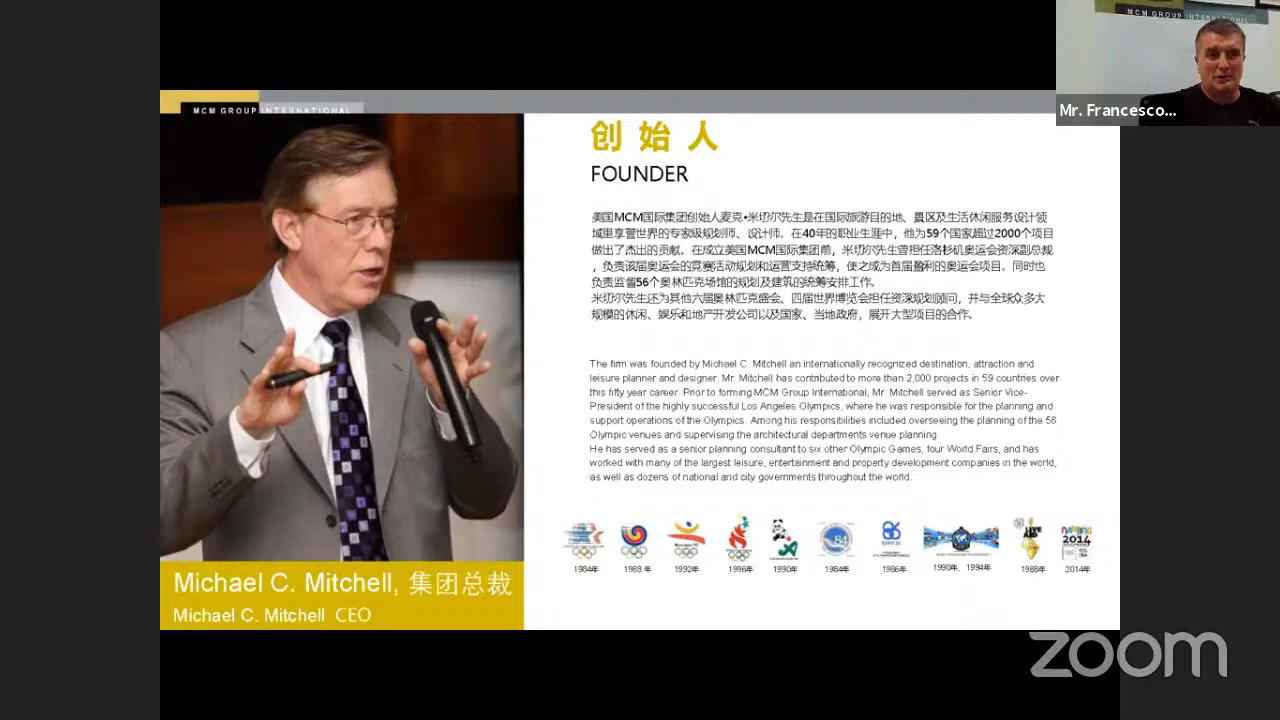 MCM GROUP INTERNATIONAL
Mr. Francesco...
MCM GROUP INTERNATIONAL
创始人
FOUNDER
美国MCM国际集团创始人麦克•米切尔先生是在国际旅游目的地、景区及生活休闲服务设计领
域里享誉世界的专家级规划师、设计师。在40年的职业生涯中，他为59个国家超过2000个项目
做出了杰出的贡献。在成立美国MCM国际集团前，米切尔先生曾担任洛杉矶奥运会资深副总裁
，负责该届奥运会的竞赛活动规划和运营支持统筹，使之成为首届盈利的奥运会项目。同时也
负责监督56个奥林匹克场馆的规划及建筑的统筹安排工作。
米切尔先生还为其他六届奥林匹克盛会、四届世界博览会担任资深规划顾问，并与全球众多大
规模的休闲、娱乐和地产开发公司以及国家、当地政府，展开大型项目的合作。
The firm was founded by Michael C. Mitchell an internationally recognized destination, attraction and
leisure planner and designer. Mr. Mitchell has contributed to more than 2,000 projects in 59 countries over
this fifty year career. Prior to forming MCM Group International, Mr. Mitchell served as Senior Vice-
President of the highly successful Los Angeles Olympics, where he was responsible for the planning and
support operations of the Olympics. Among his responsibilities included overseeing the planning of the 56
Olympic venues and supervising the architectural departments venue planning.
He has served as a senior planning consultant to six other Olympic Games, four World Fairs, and has
worked with many of the largest leisure, entertainment and property development companies in the world,
as well as dozens of national and city governments throughout the world.
84
86
LIVE AID
NANJING 2014
1984年 1988 年 1992年 1996年 1990年 1984年 1986年 1990年、1994年 1988年 2014年
Michael C. Mitchell, 集团总裁
Michael C. Mitchell CEO
zoom